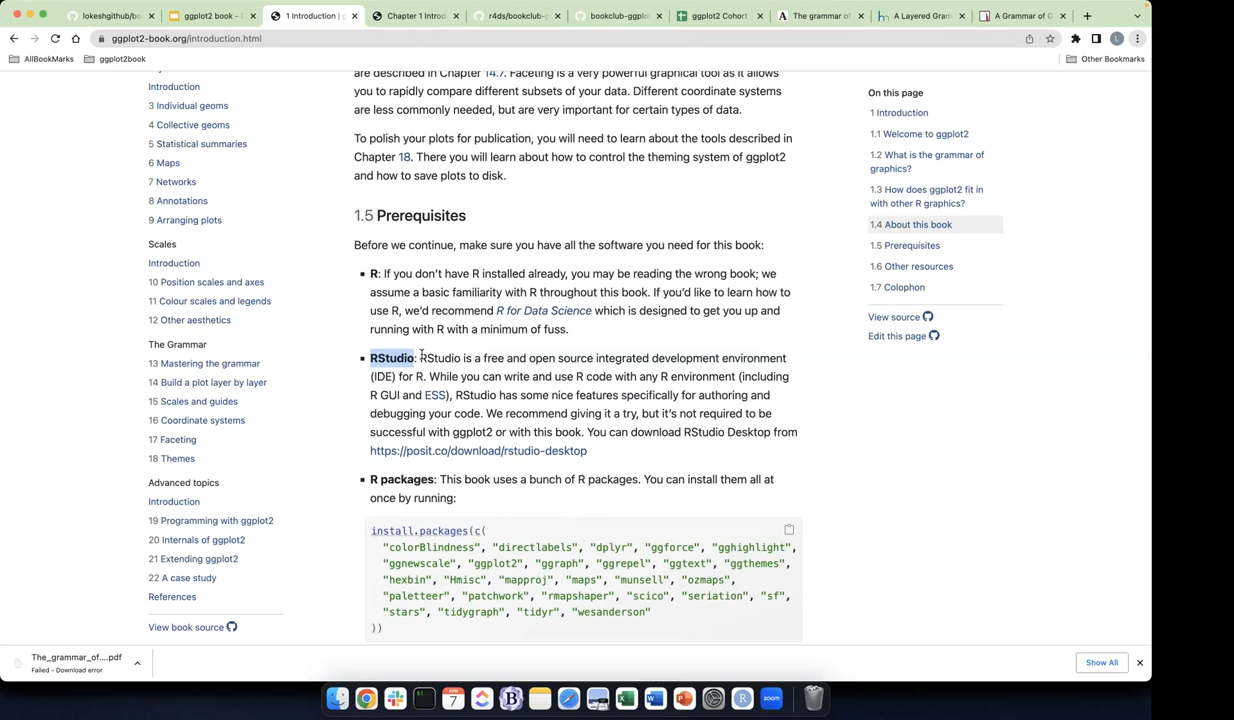 lokeshgithub/bo
ggplot2 book - D
1 Introduction | g
Chapter 1 Introd
r4ds/bookclub-g
bookclub-ggplo
ggplot2 Cohort
The grammar of
A Layered Gram
A Grammar of G
ggplot2-book.org/introduction.html
L
AllBookMarks
ggplot2book
Other Bookmarks
Introduction
3 Individual geoms
4 Collective geoms
5 Statistical summaries
6 Maps
7 Networks
8 Annotations
9 Arranging plots
Scales
Introduction
10 Position scales and axes
11 Colour scales and legends
12 Other aesthetics
The Grammar
13 Mastering the grammar
14 Build a plot layer by layer
15 Scales and guides
16 Coordinate systems
17 Faceting
18 Themes
Advanced topics
Introduction
19 Programming with ggplot2
20 Internals of ggplot2
21 Extending ggplot2
22 A case study
References
View book source
are described in Chapter 14.7. Faceting is a very powerful graphical tool as it allows
you to rapidly compare different subsets of your data. Different coordinate systems
are less commonly needed, but are very important for certain types of data.
To polish your plots for publication, you will need to learn about the tools described in
Chapter 18. There you will learn about how to control the theming system of ggplot2
and how to save plots to disk.
1.5 Prerequisites
Before we continue, make sure you have all the software you need for this book:
R: If you don't have R installed already, you may be reading the wrong book; we
assume a basic familiarity with R throughout this book. If you'd like to learn how to
use R, we'd recommend R for Data Science which is designed to get you up and
running with R with a minimum of fuss.
RStudio: RStudio is a free and open source integrated development environment
(IDE) for R. While you can write and use R code with any R environment (including
R GUI and ESS), RStudio has some nice features specifically for authoring and
debugging your code. We recommend giving it a try, but it's not required to be
successful with ggplot2 or with this book. You can download RStudio Desktop from
https://posit.co/download/rstudio-desktop
R packages: This book uses a bunch of R packages. You can install them all at
once by running:
install.packages(c(
"colorBlindness", "directlabels", "dplyr", "ggforce", "gghighlight",
"ggnewscale", "ggplot2", "ggraph", "ggrepel", "ggtext", "ggthemes",
"hexbin", "Hmisc", "mapproj", "maps", "munsell", "ozmaps",
"paletteer", "patchwork", "rmapshaper", "scico", "seriation", "sf",
"stars", "tidygraph", "tidyr", "wesanderson"
))
On this page
1 Introduction
1.1 Welcome to ggplot2
1.2 What is the grammar of
graphics?
1.3 How does ggplot2 fit in
with other R graphics?
1.4 About this book
1.5 Prerequisites
1.6 Other resources
1.7 Colophon
View source
Edit this page
The_grammar_of....pdf
Failed - Download error
Show All
APR
7
B
W
P
R
zoom